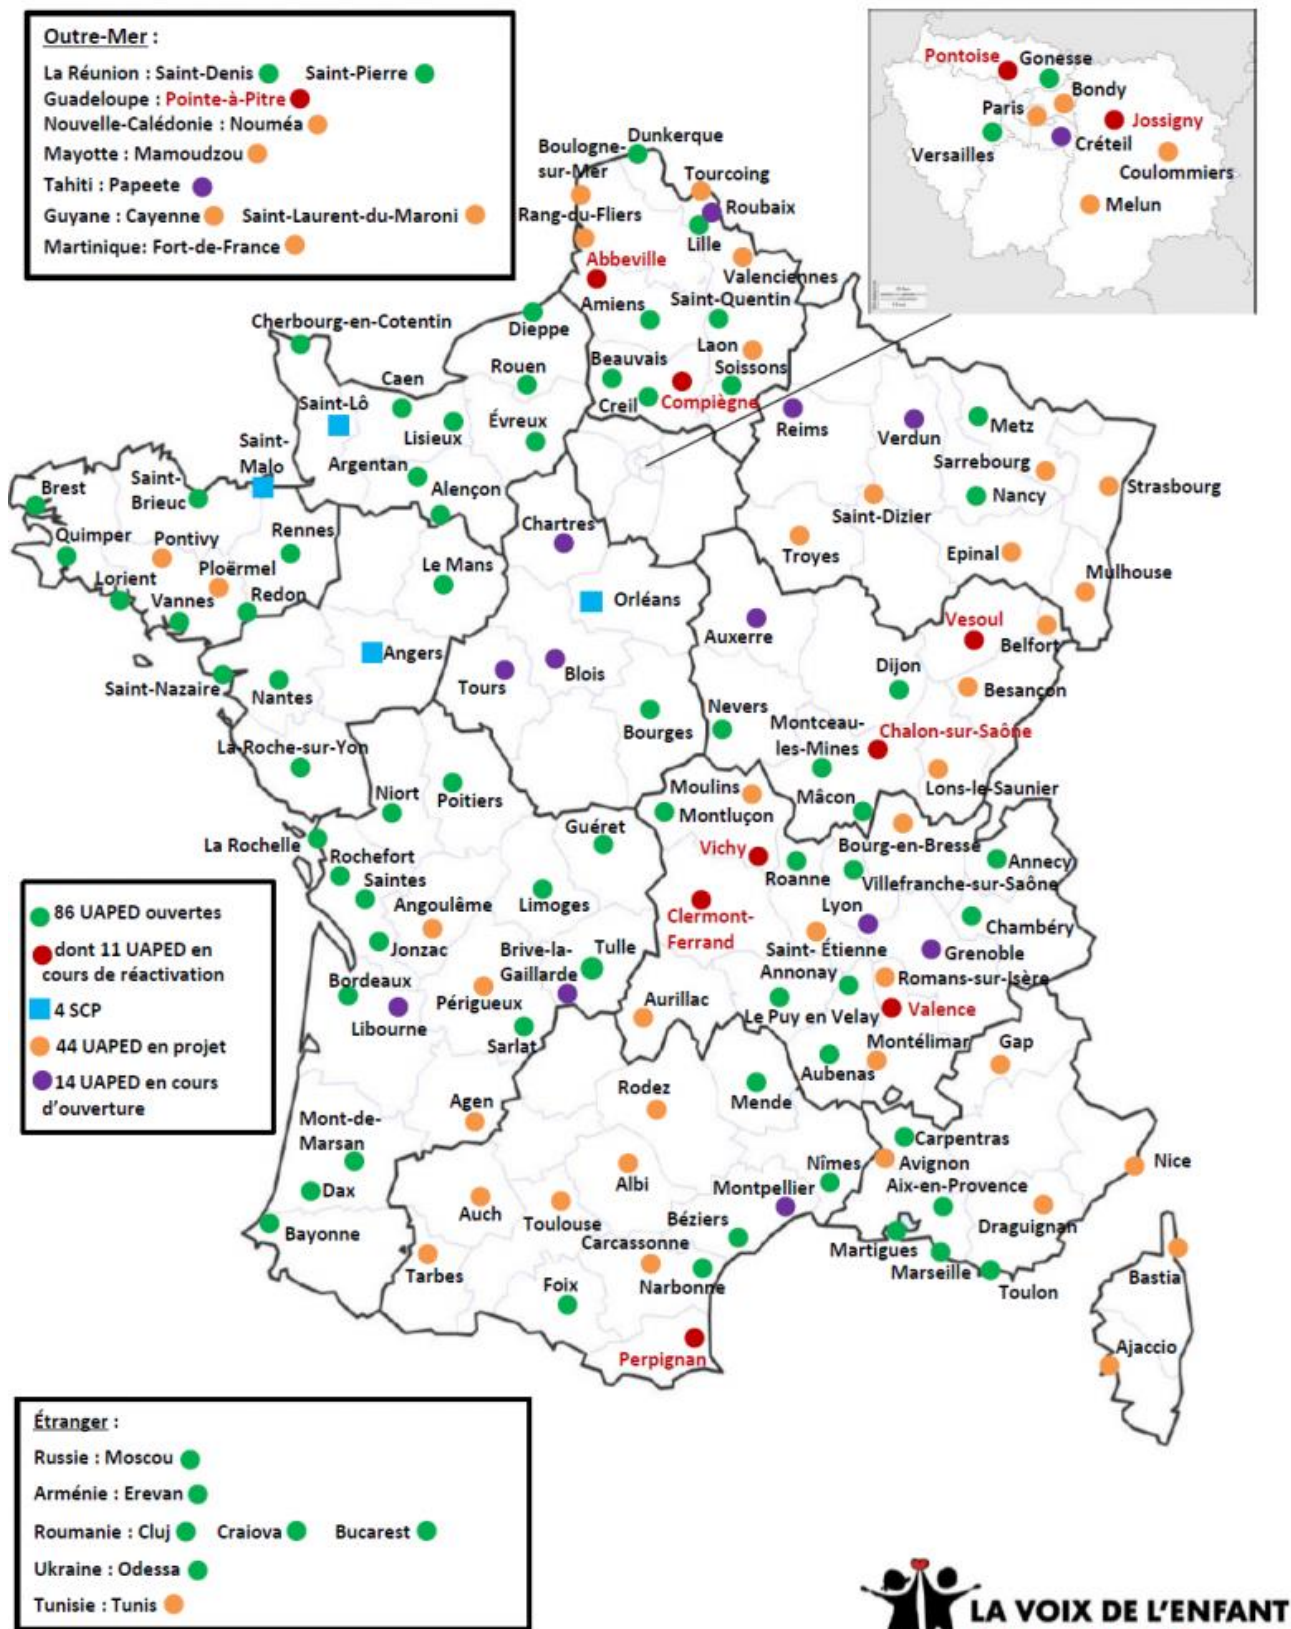 Outre-Mer :
La Réunion : Saint-Denis Saint-Pierre
Guadeloupe : Pointe-à-Pitre
Nouvelle-Calédonie : Nouméa
Mayotte : Mamoudzou
Tahiti : Papeete
Guyane : Cayenne Saint-Laurent-du-Maroni
Martinique: Fort-de-France
Pontoise
Gonesse
Bondy
Paris
Jossigny
Versailles
Créteil
Coulommiers
Melun
Dunkerque
Boulogne-
sur-Mer
Tourcoing
Roubaix
Rang-du-Fliers
Lille
Abbeville
Valenciennes
Amiens
Saint-Quentin
Dieppe
Cherbourg-en-Cotentin
Laon
Beauvais
Rouen
Soissons
Caen
Creil
Compiègne
Saint-Lô
Lisieux
Évreux
Reims
Verdun
Metz
Saint-
Malo
Argentan
Sarrebourg
Strasbourg
Brest
Saint-
Brieuc
Alençon
Nancy
Saint-Dizier
Chartres
Quimper
Pontivy
Rennes
Troyes
Epinal
Ploërmel
Le Mans
Mulhouse
Lorient
Vannes
Redon
Orléans
Auxerre
Vesoul
Belfort
Angers
Saint-Nazaire
Nantes
Tours
Blois
Dijon
Besançon
Bourges
Nevers
Montceau-
les-Mines
Chalon-sur-Saône
La-Roche-sur-Yon
Lons-le-Saunier
Niort
Poitiers
Moulins
Mâcon
Montluçon
Guéret
La Rochelle
Bourg-en-Bresse
Annecy
Vichy
Roanne
Villefranche-sur-Saône
Rochefort
Saintes
Limoges
Angoulême
Clermont-
Ferrand
Lyon
Chambéry
Jonzac
Brive-la-
Gaillarde
Tulle
Saint- Étienne
Grenoble
Annonay
Romans-sur-Isère
Bordeaux
Libourne
Périgueux
Aurillac
Le Puy en Velay
Valence
Sarlat
Montélimar
Gap
Aubenas
86 UAPED ouvertes
dont 11 UAPED en
cours de réactivation
4 SCP
44 UAPED en projet
14 UAPED en cours
d'ouverture
Agen
Rodez
Mende
Mont-de-
Marsan
Carpentras
Avignon
Nice
Dax
Albi
Nîmes
Montpellier
Aix-en-Provence
Bayonne
Auch
Toulouse
Béziers
Draguignan
Carcassonne
Martigues
Tarbes
Narbonne
Marseille
Toulon
Foix
Bastia
Perpignan
Ajaccio
Étranger :
Russie : Moscou
Arménie : Erevan
Roumanie : Cluj Craiova Bucarest
Ukraine : Odessa
Tunisie : Tunis
LA VOIX DE L'ENFANT